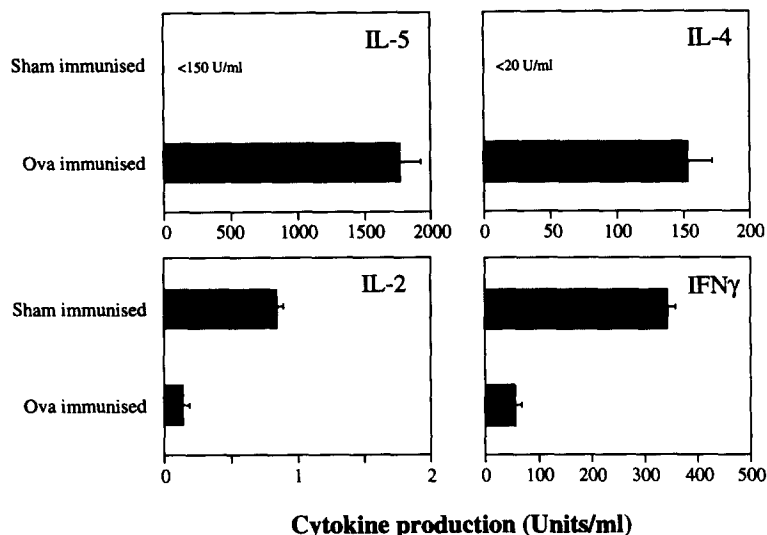 IL-5
IL-4
Sham immunised
<150 U/ml
<20 U/ml
Ova immunised
0 500 1000 1500 2000
0 50 100 150 200
IL-2
IFNγ
Sham immunised
Ova immunised
0 1 2
0 100 200 300 400 500
Cytokine production (Units/ml)